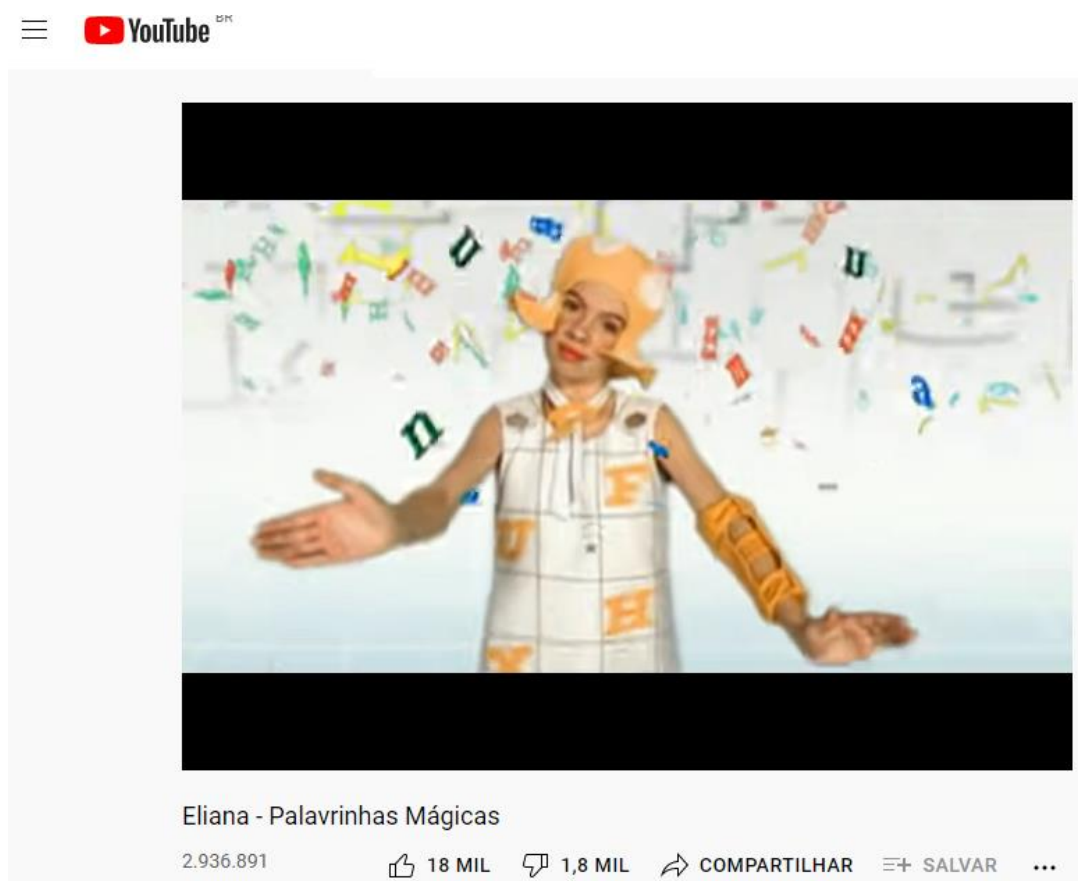 YouTube BR
U
U
a
n
F
U
H
Y
Eliana - Palavrinhas Mágicas
2.936.891 18 MIL 1,8 MIL COMPARTILHAR SALVAR